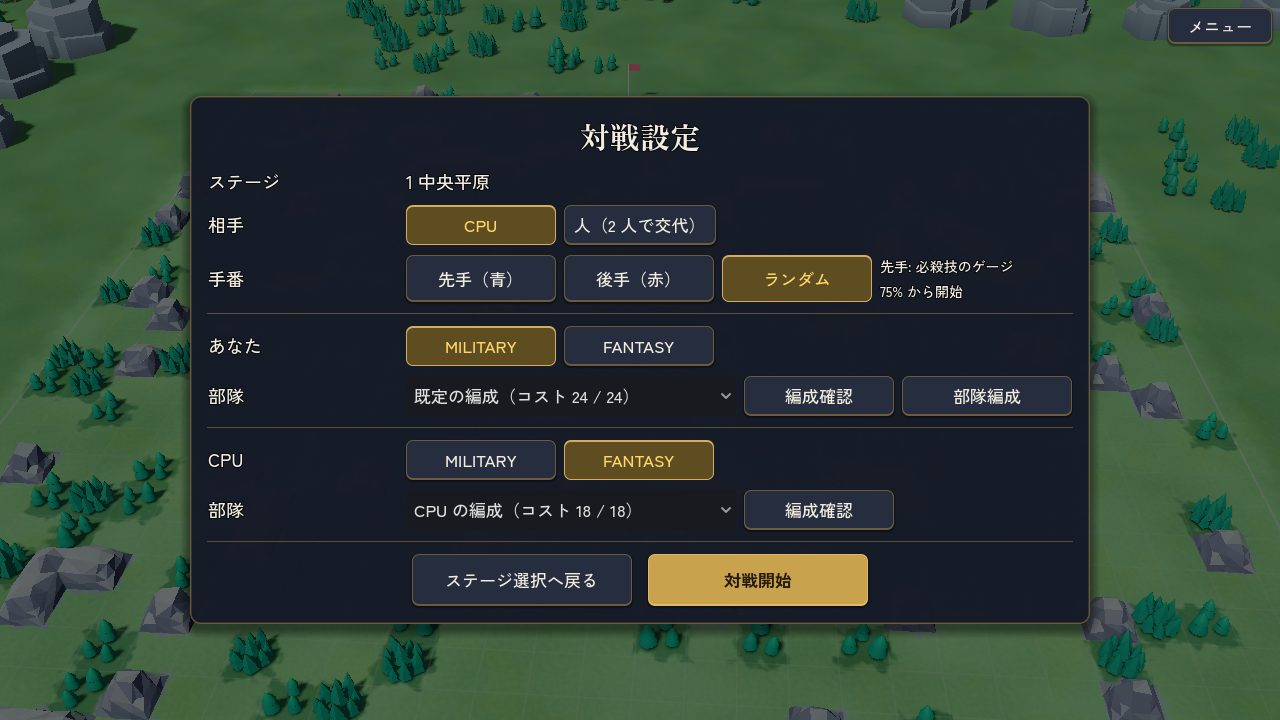 メニュー
対戦設定
ステージ 1 中央平原
相手 CPU 人（2 人で交代）
手番 先手（青） 後手（赤） ランダム 先手: 必殺技のゲージ
75% から開始
あなた MILITARY FANTASY
部隊 既定の編成（コスト 24 / 24） 編成確認 部隊編成
CPU MILITARY FANTASY
部隊 CPU の編成（コスト 18 / 18） 編成確認
ステージ選択へ戻る 対戦開始